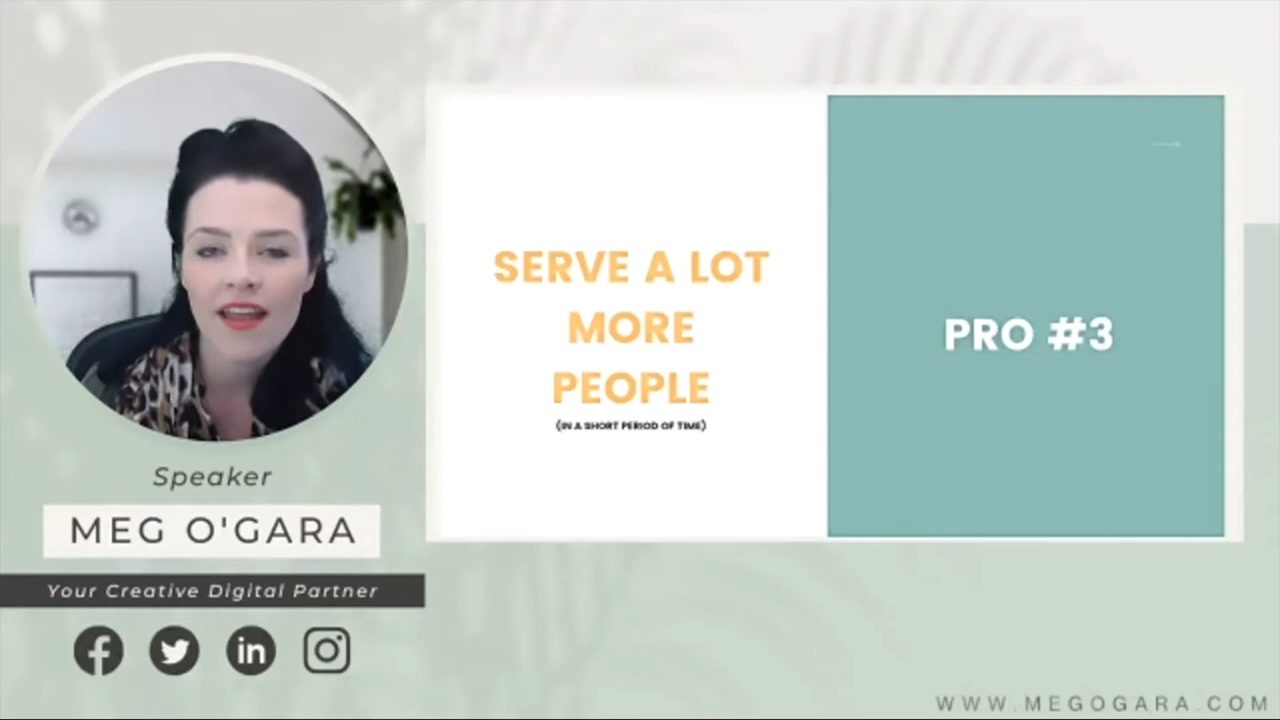 SERVE A LOT
MORE
PEOPLE
(IN A SHORT PERIOD OF TIME)
PRO #3
Speaker
MEG O'GARA
Your Creative Digital Partner
WWW.MEGOGARA.COM